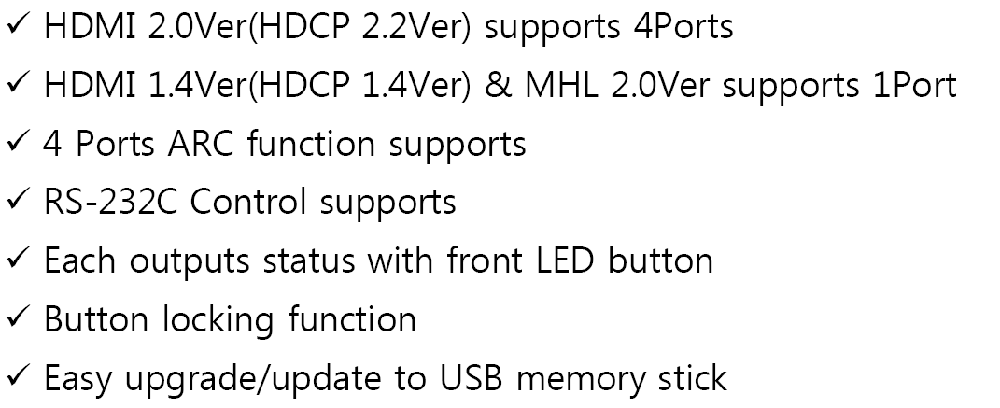 ✓ HDMI 2.0Ver(HDCP 2.2Ver) supports 4Ports
✓ HDMI 1.4Ver(HDCP 1.4Ver) & MHL 2.0Ver supports 1Port
✓ 4 Ports ARC function supports
✓ RS-232C Control supports
✓ Each outputs status with front LED button
✓ Button locking function
✓ Easy upgrade/update to USB memory stick